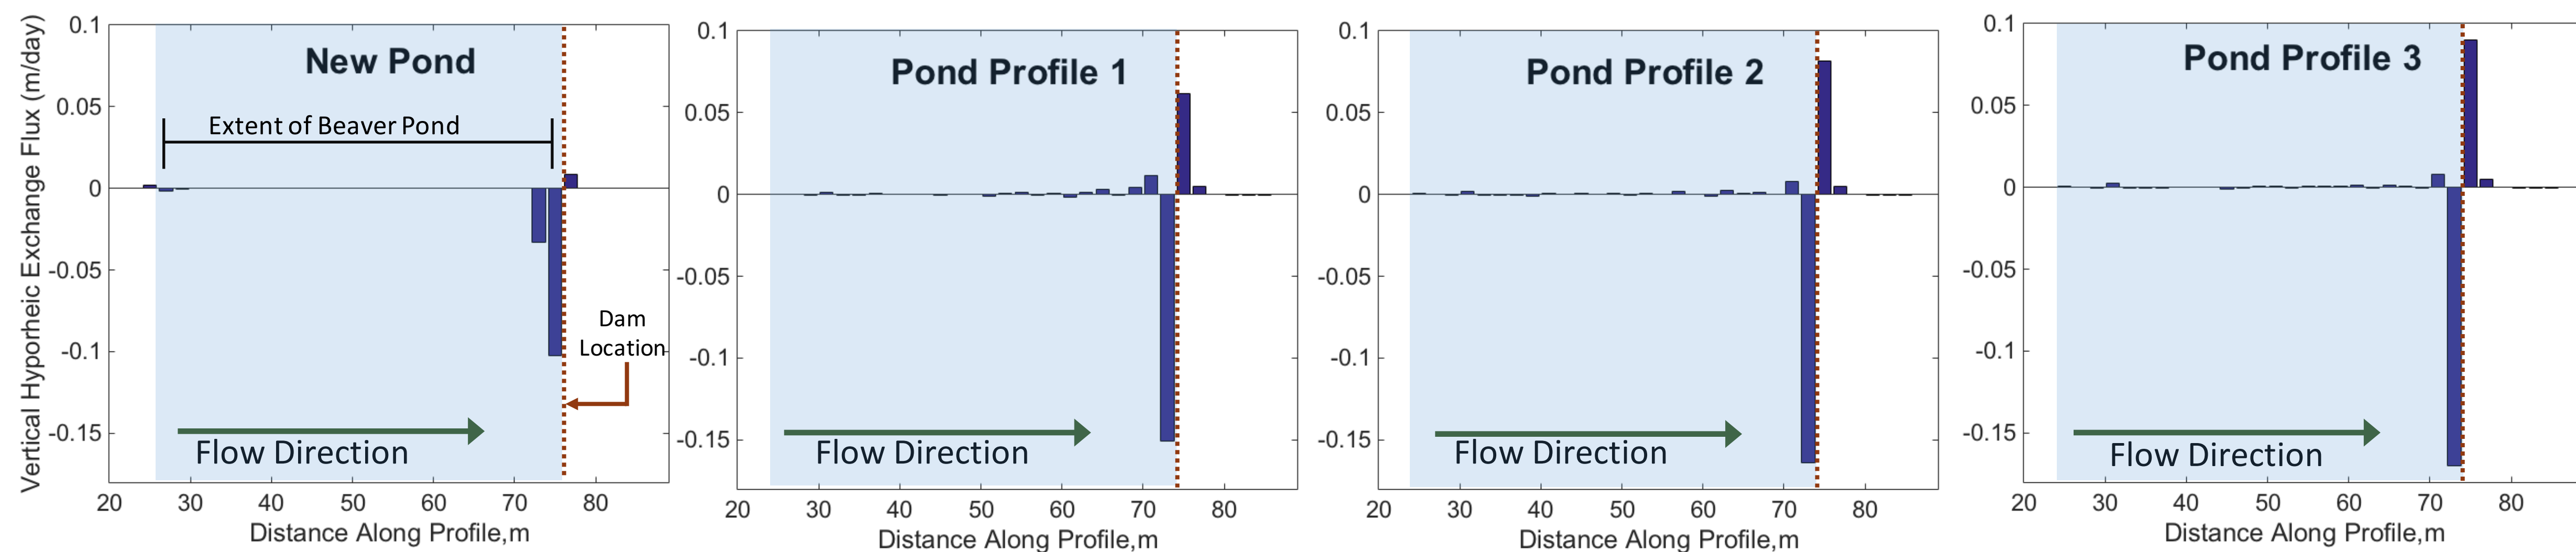 Vertical Hyporheic Exchange Flux (m/day)
0.1
0.05
0
-0.05
-0.1
-0.15
New Pond
Extent of Beaver Pond
Dam
Location
Flow Direction
20 30 40 50 60 70 80
Distance Along Profile,m
0.1
0.05
0
-0.05
-0.1
-0.15
Pond Profile 1
Flow Direction
20 30 40 50 60 70 80
Distance Along Profile,m
0.1
0.05
0
-0.05
-0.1
-0.15
Pond Profile 2
Flow Direction
20 30 40 50 60 70 80
Distance Along Profile,m
0.1
0.05
0
-0.05
-0.1
-0.15
Pond Profile 3
Flow Direction
20 30 40 50 60 70 80
Distance Along Profile,m